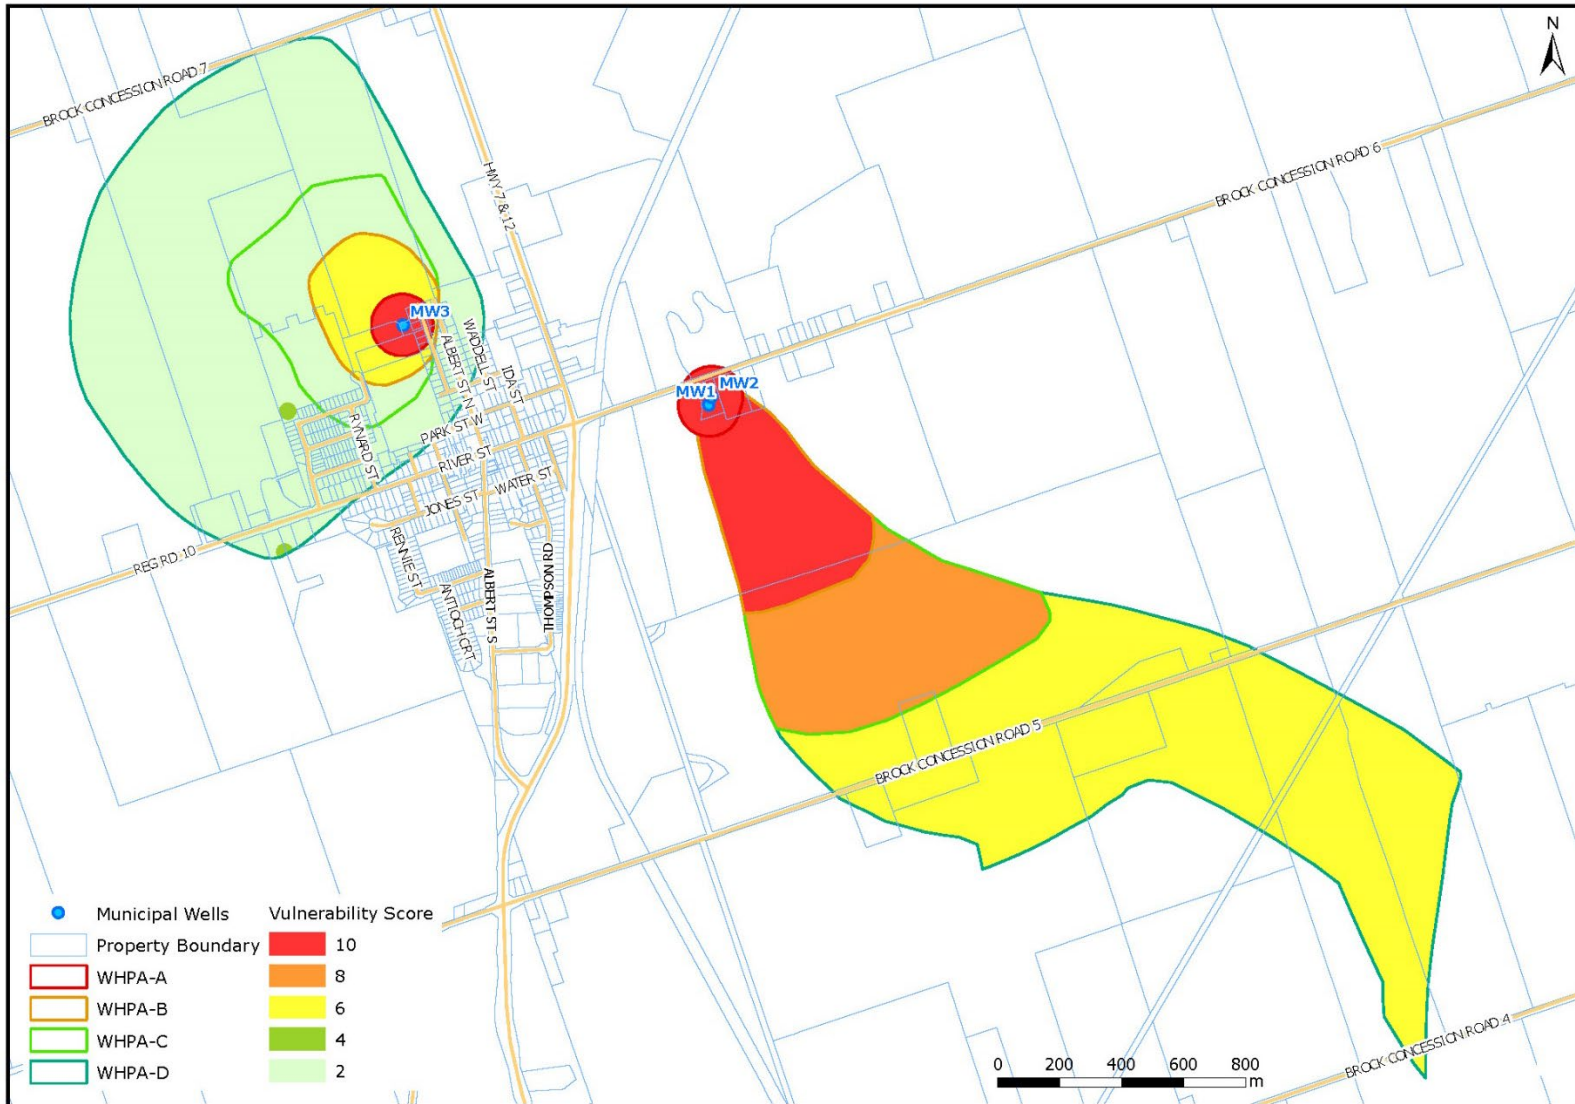 N
BROCK CONCESSION ROAD 7
HWY 7 & 12
BROCK CONCESSION ROAD 6
MW3
WADDELL ST
ALBERT ST N
IDA ST
MW1
MW2
PARK ST W
RYNARD ST
RIVER ST
JONES ST
WATER ST
REG RD 10
RENNIE ST
ANTIOCH CRT
ALBERT ST S
THOMPSON RD
BROCK CONCESSION ROAD 5
BROCK CONCESSION ROAD 4
Municipal Wells
Property Boundary
WHPA-A
WHPA-B
WHPA-C
WHPA-D
Vulnerability Score
10
8
6
4
2
0 200 400 600 800
m